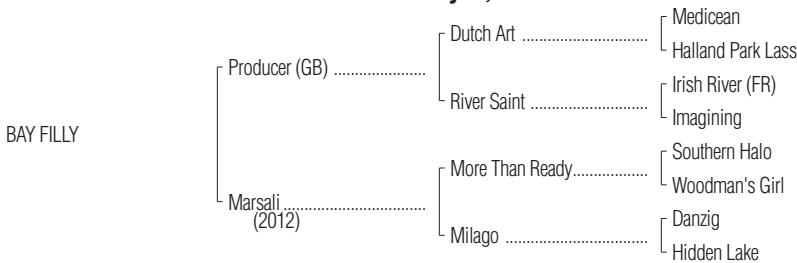 Medicean
Dutch Art ..............................
Halland Park Lass
Producer (GB) ......................
Irish River (FR)
River Saint ............................
Imagining
BAY FILLY
Southern Halo
More Than Ready..................
Woodman's Girl
Marsali ..................................
(2012)
Danzig
Milago ..................................
Hidden Lake